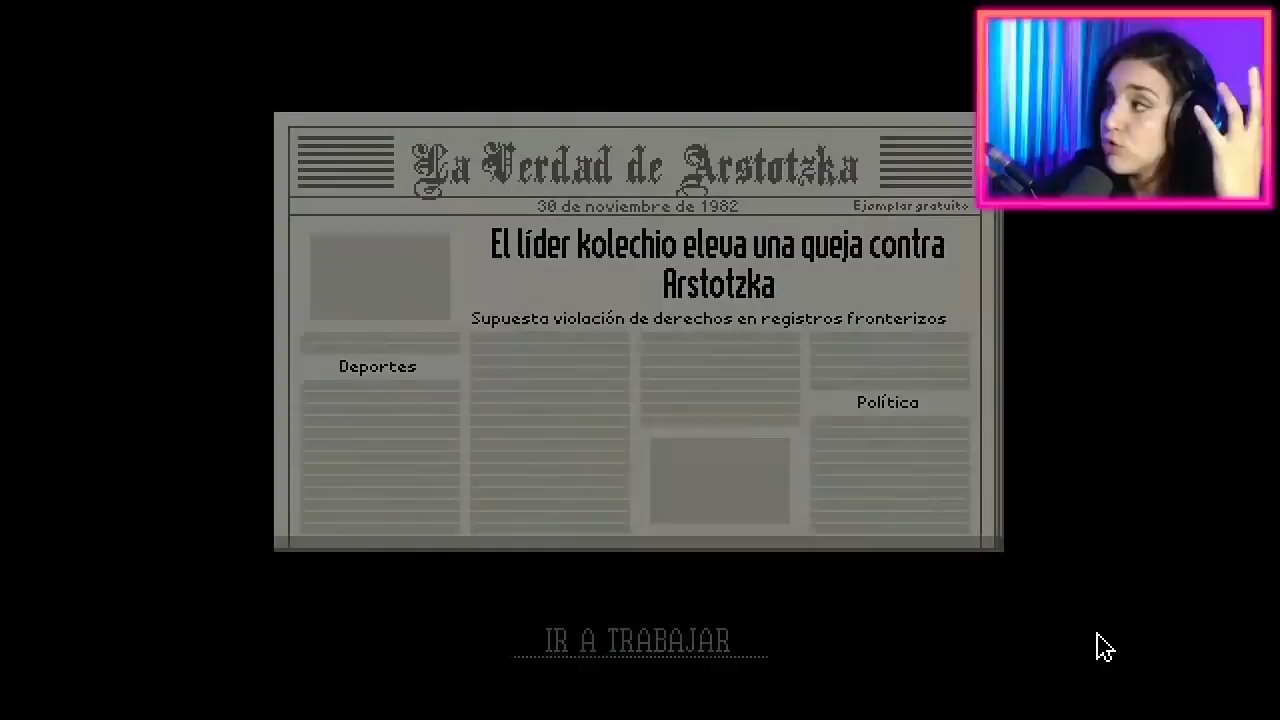 La Verdad de Arstotzka
30 de noviembre de 1982
Ejemplar gratuito
El líder kolechio eleva una queja contra
Arstotzka
Supuesta violación de derechos en registros fronterizos
Deportes
Política
IR A TRABAJAR